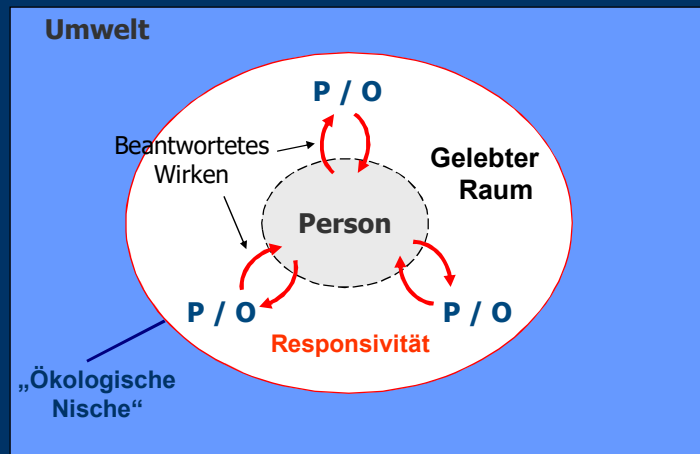 Umwelt
P / O
Beantwortetes
Wirken
Gelebter
Raum
Person
P / O
P / O
Responsivität
„Ökologische
Nische“